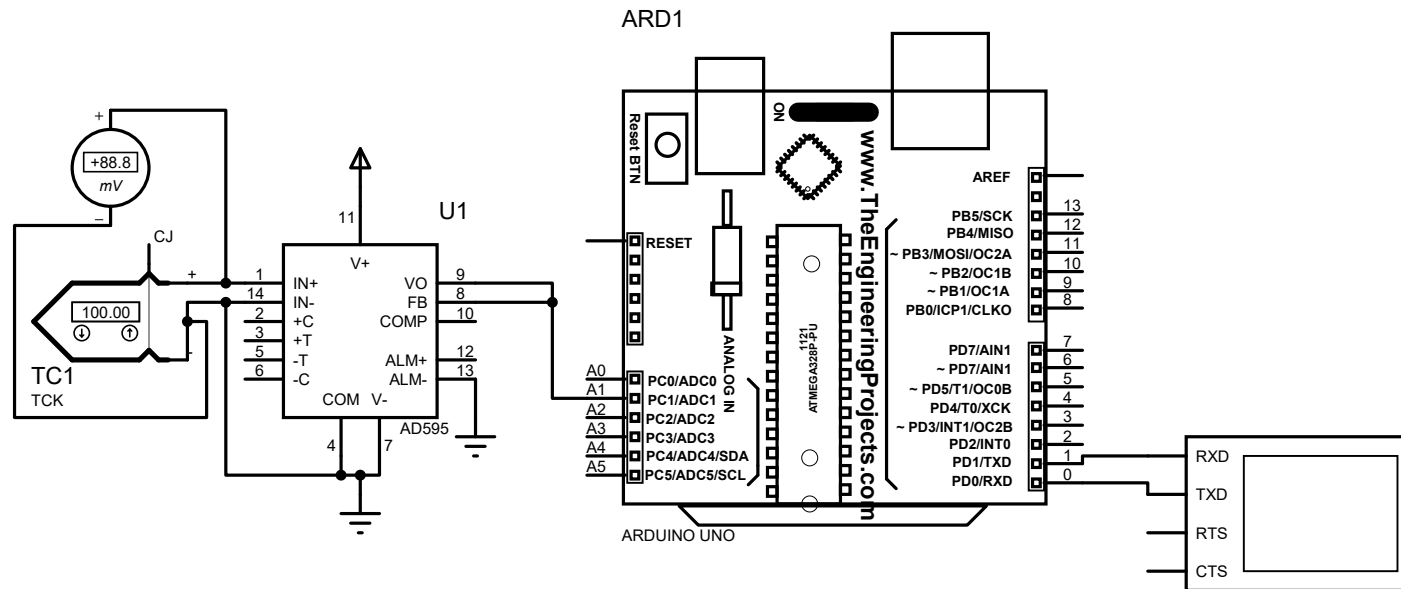 ARD1
+
+88.8
mV
−
CJ
+
100.00
-
TC1
TCK
11
U1
V+
1 IN+
14 IN-
2 +C
3 +T
5 -T
6 -C
VO 9
FB 8
COMP 10
ALM+ 12
ALM- 13
COM V-
AD595
4 7
ON
Reset BTN
www.TheEngineeringProjects.com
RESET
ANALOG IN
1121
ATMEGA328P-PU
A0 PC0/ADC0
A1 PC1/ADC1
A2 PC2/ADC2
A3 PC3/ADC3
A4 PC4/ADC4/SDA
A5 PC5/ADC5/SCL
AREF
PB5/SCK 13
PB4/MISO 12
~ PB3/MOSI/OC2A 11
~ PB2/OC1B 10
~ PB1/OC1A 9
PB0/ICP1/CLKO 8
PD7/AIN1 7
~ PD7/AIN1 6
~ PD5/T1/OC0B 5
PD4/T0/XCK 4
~ PD3/INT1/OC2B 3
PD2/INT0 2
PD1/TXD 1
PD0/RXD 0
ARDUINO UNO
RXD
TXD
RTS
CTS